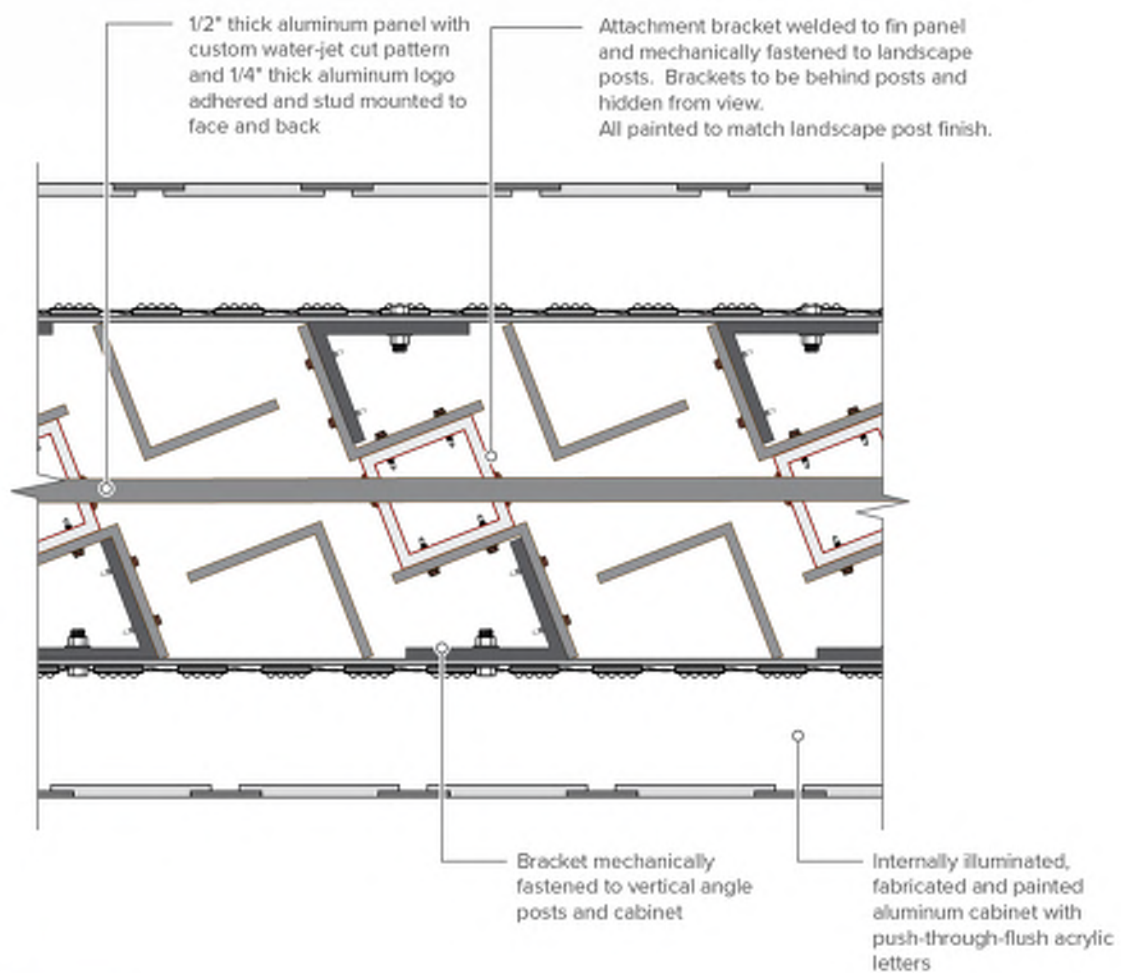 1/2" thick aluminum panel with
custom water-jet cut pattern
and 1/4" thick aluminum logo
adhered and stud mounted to
face and back
Attachment bracket welded to fin panel
and mechanically fastened to landscape
posts. Brackets to be behind posts and
hidden from view.
All painted to match landscape post finish.
Bracket mechanically
fastened to vertical angle
posts and cabinet
Internally illuminated,
fabricated and painted
aluminum cabinet with
push-through-flush acrylic
letters